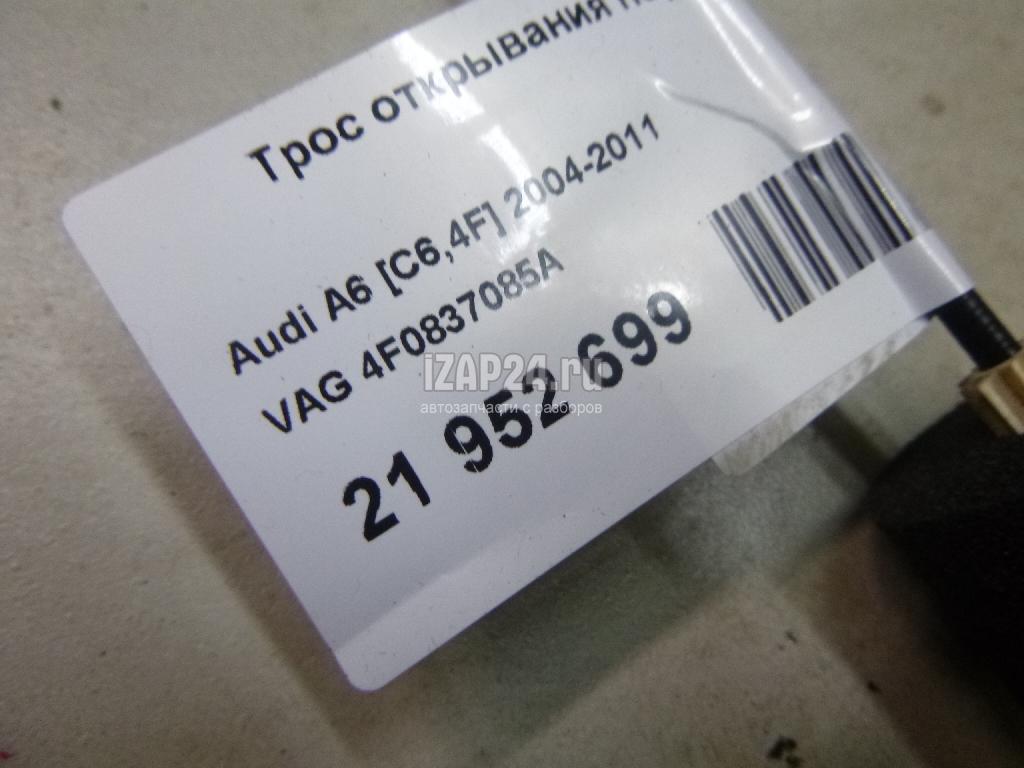 Трос открывания
Audi A6 [C6,4F] 2004-2011
VAG 4F0837085A
21 952 699
iZAP24.ru
автозапчасти с разборов